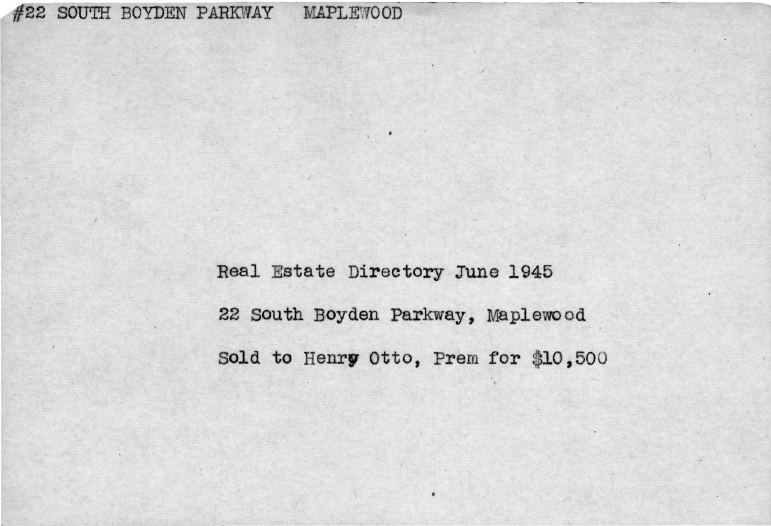 #22 SOUTH BOYDEN PARKWAY MAPLEWOOD
Real Estate Directory June 1945
22 South Boyden Parkway, Maplewood
Sold to Henry Otto, Prem for $10,500